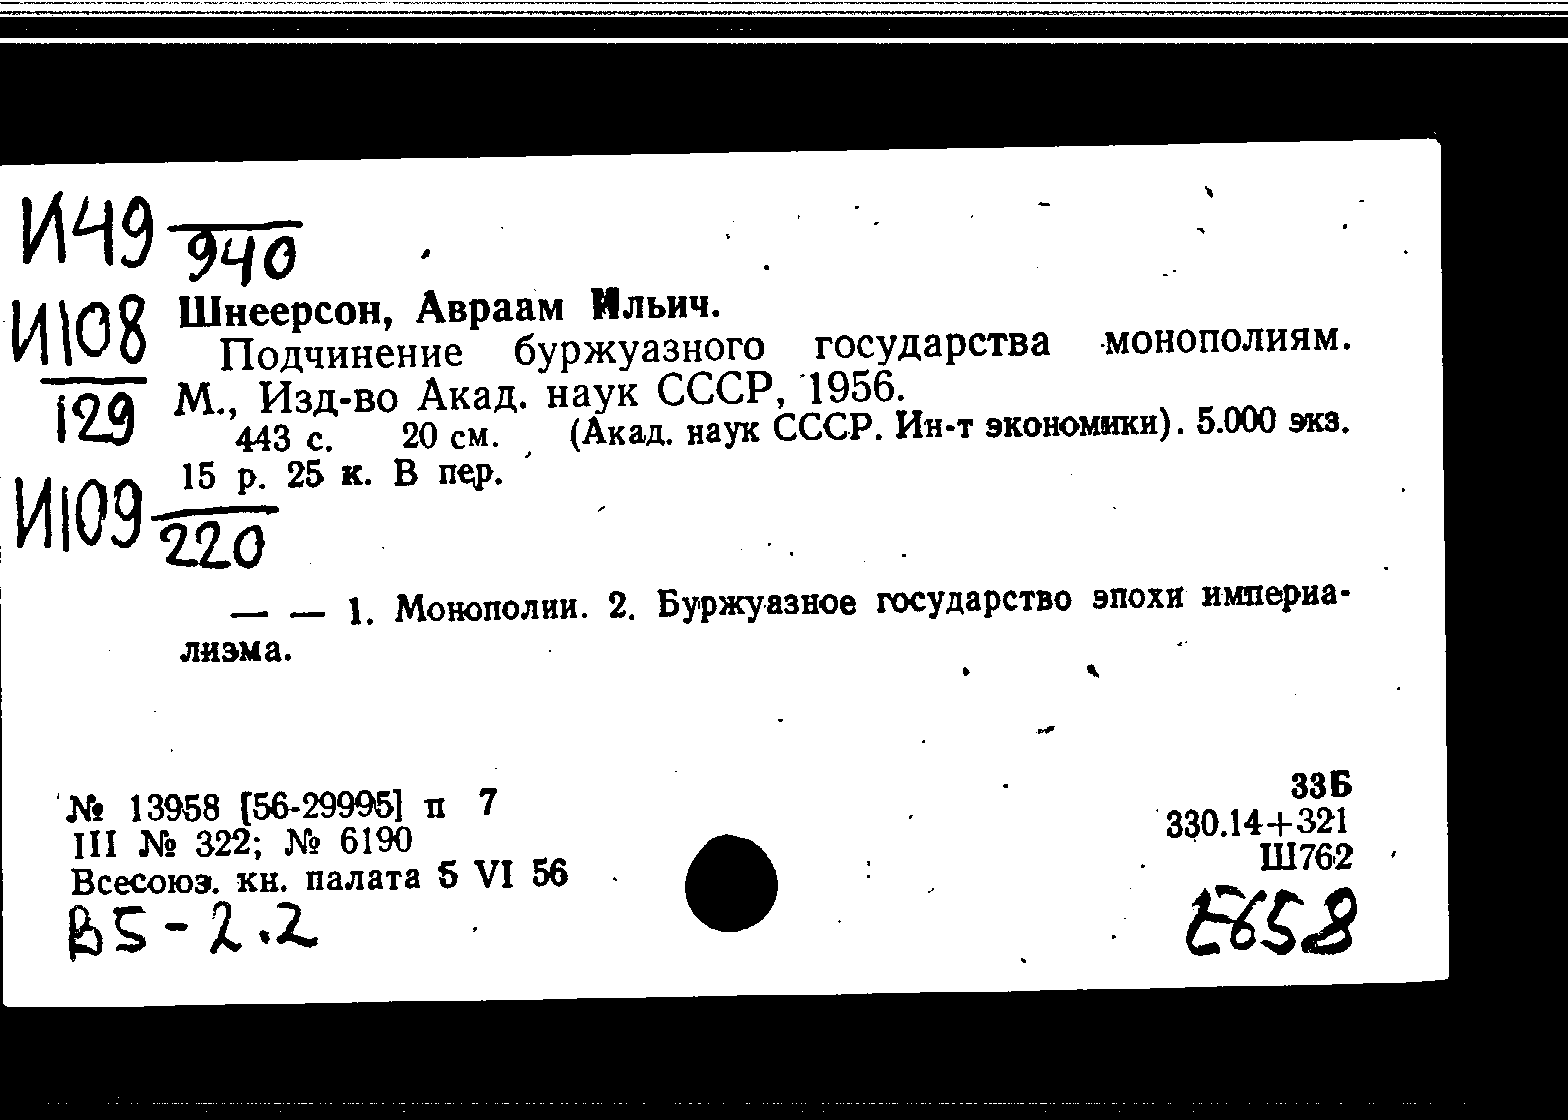 И49
940
Шнеерсон, Авраам Ильич.
И108
129
Подчинение буржуазного государства монополиям.
М., Изд-во Акад. наук СССР, 1956.
443 с. 20 см. (Акад. наук СССР. Ин-т экономики). 5.000 экз.
15 р. 25 к. В пер.
И109
220
— — 1. Монополии. 2. Буржуазное государство эпохи империа-
лизма.
№ 13958 [56-29995] п 7
III № 322; № 6190
Всесоюз. кн. палата 5 VI 56
В5-2.2
33Б
330.14+321
Ш762
Е658